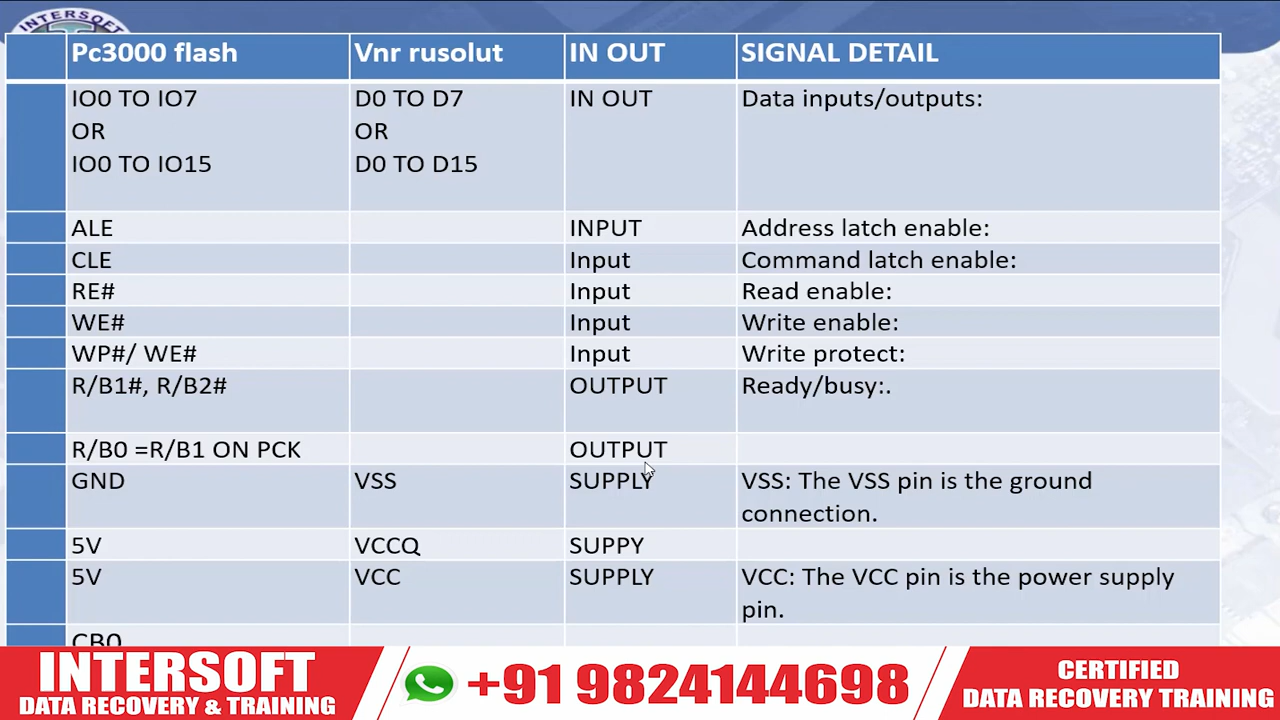 INTERSOFT
Pc3000 flash Vnr rusolut IN OUT SIGNAL DETAIL
IO0 TO IO7 D0 TO D7 IN OUT Data inputs/outputs:
OR OR
IO0 TO IO15 D0 TO D15
ALE INPUT Address latch enable:
CLE Input Command latch enable:
RE# Input Read enable:
WE# Input Write enable:
WP#/ WE# Input Write protect:
R/B1#, R/B2# OUTPUT Ready/busy:.
R/B0 =R/B1 ON PCK OUTPUT
GND VSS SUPPLY VSS: The VSS pin is the ground
connection.
5V VCCQ SUPPY
5V VCC SUPPLY VCC: The VCC pin is the power supply
pin.
CB0
INTERSOFT
DATA RECOVERY & TRAINING
+91 9824144698
CERTIFIED
DATA RECOVERY TRAINING